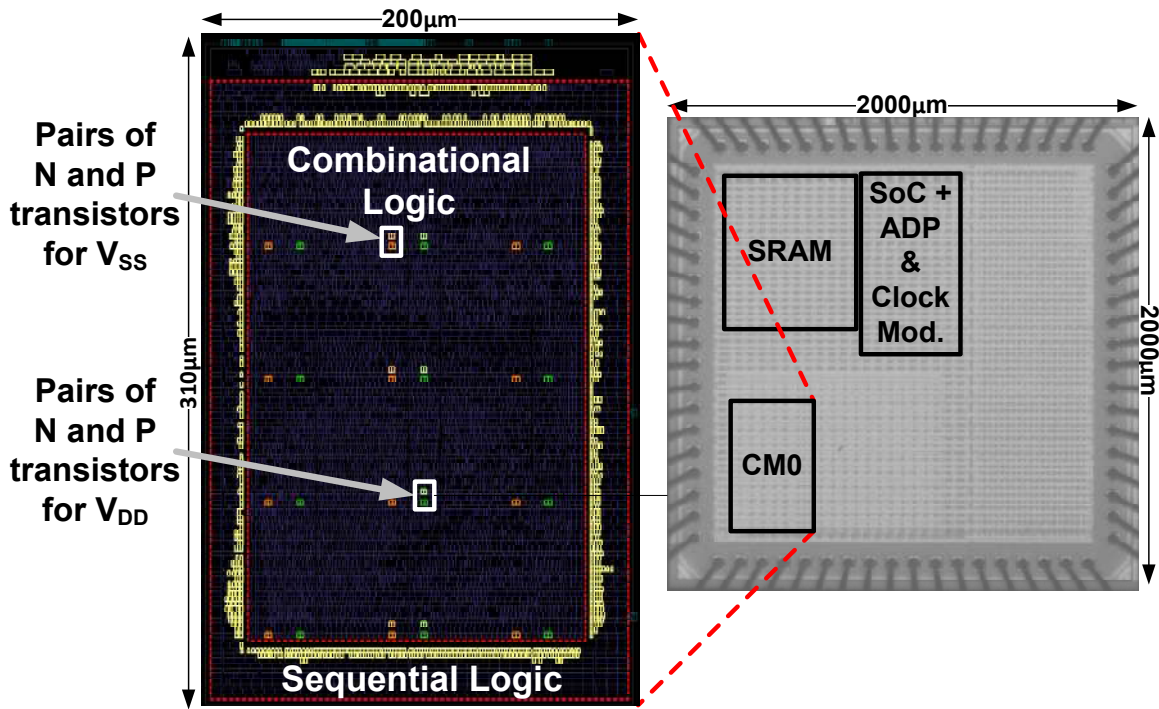 200µm
310µm
Pairs of
N and P
transistors
for VSS
Pairs of
N and P
transistors
for VDD
Combinational
Logic
Sequential Logic
2000µm
2000µm
SRAM
SoC +
ADP
&
Clock
Mod.
CM0